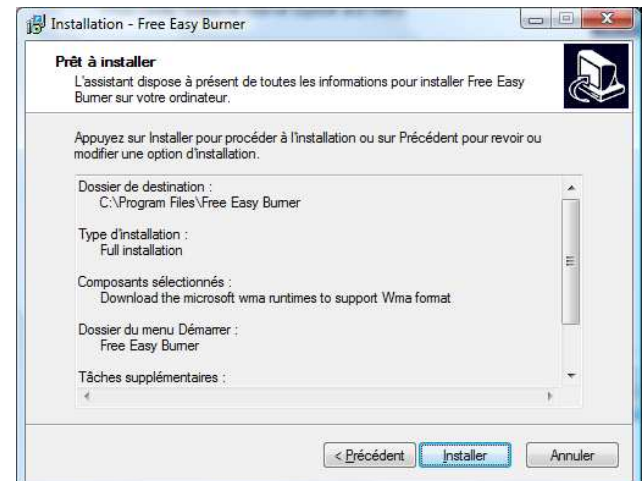 Installation - Free Easy Burner
Prêt à installer
L'assistant dispose à présent de toutes les informations pour installer Free Easy
Burner sur votre ordinateur.
Appuyez sur Installer pour procéder à l'installation ou sur Précédent pour revoir ou
modifier une option d'installation.
Dossier de destination :
C:\Program Files\Free Easy Burner
Type d'installation :
Full installation
Composants sélectionnés :
Download the microsoft wma runtimes to support Wma format
Dossier du menu Démarrer :
Free Easy Burner
Tâches supplémentaires :
< Précédent Installer Annuler